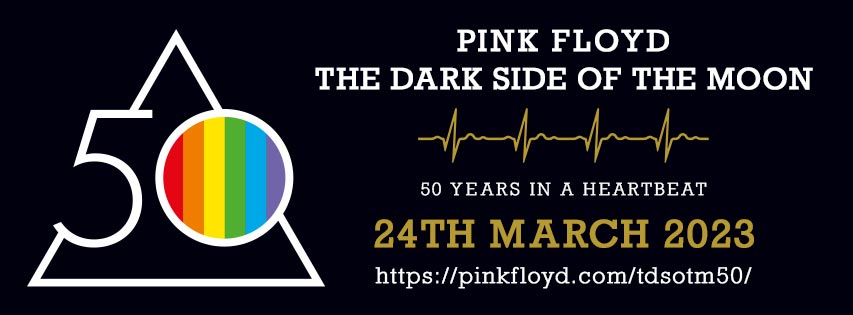 50
PINK FLOYD
THE DARK SIDE OF THE MOON
50 YEARS IN A HEARTBEAT
24TH MARCH 2023
https://pinkfloyd.com/tdsotm50/